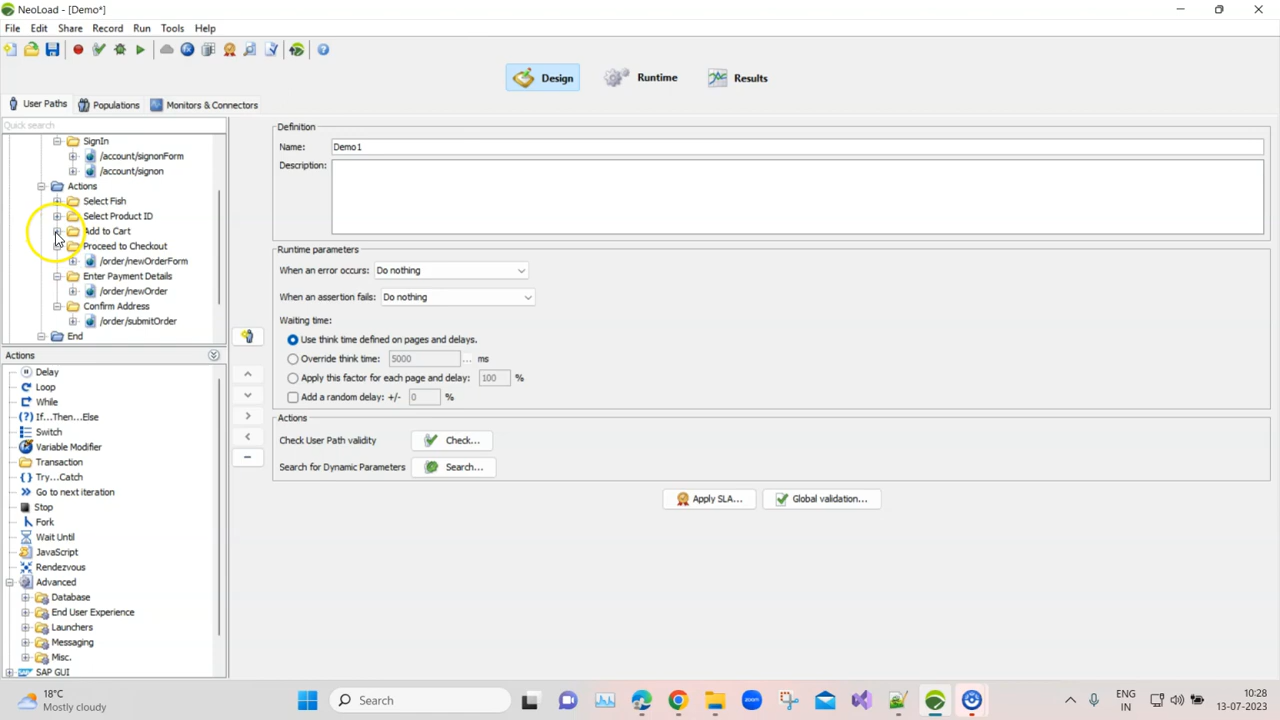 NeoLoad - [Demo*]
File Edit Share Record Run Tools Help
Design Runtime Results
User Paths Populations Monitors & Connectors
Quick search
SignIn
/account/signonForm
/account/signon
Actions
Select Fish
Select Product ID
Add to Cart
Proceed to Checkout
/order/newOrderForm
Enter Payment Details
/order/newOrder
Confirm Address
/order/submitOrder
End
Actions
Delay
Loop
While
If...Then...Else
Switch
Variable Modifier
Transaction
Try...Catch
Go to next iteration
Stop
Fork
Wait Until
JavaScript
Rendezvous
Advanced
Database
End User Experience
Launchers
Messaging
Misc.
SAP GUI
Definition
Name: Demo1
Description:
Runtime parameters
When an error occurs: Do nothing
When an assertion fails: Do nothing
Waiting time:
Use think time defined on pages and delays.
Override think time: 5000 ... ms
Apply this factor for each page and delay: 100 %
Add a random delay: +/- 0 %
Actions
Check User Path validity Check...
Search for Dynamic Parameters Search...
Apply SLA... Global validation...
18°C
Mostly cloudy
Search
ENG
IN
10:28
13-07-2023